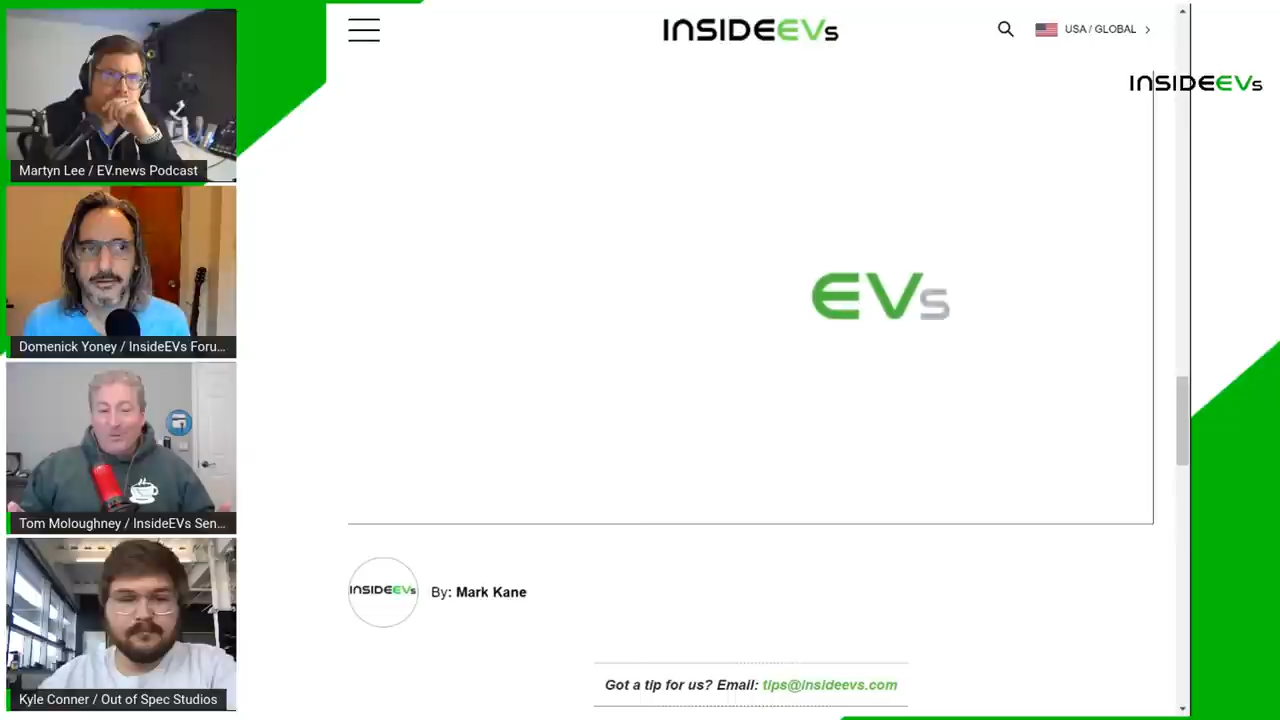 Martyn Lee / EV.news Podcast
Domenick Yoney / InsideEVs Foru...
Tom Moloughney / InsideEVs Sen...
Kyle Conner / Out of Spec Studios
INSIDEEVs
USA / GLOBAL
INSIDEEVs
EVs
INSIDEEVs
By: Mark Kane
Got a tip for us? Email: tips@insideevs.com